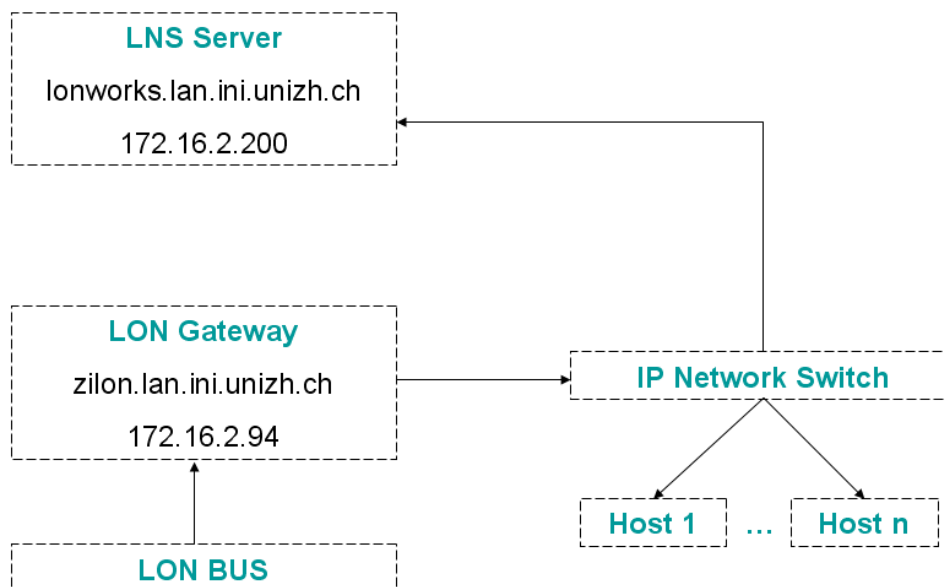 LNS Server
lonworks.lan.ini.unizh.ch
172.16.2.200
LON Gateway
zilon.lan.ini.unizh.ch
172.16.2.94
IP Network Switch
Host 1 ... Host n
LON BUS